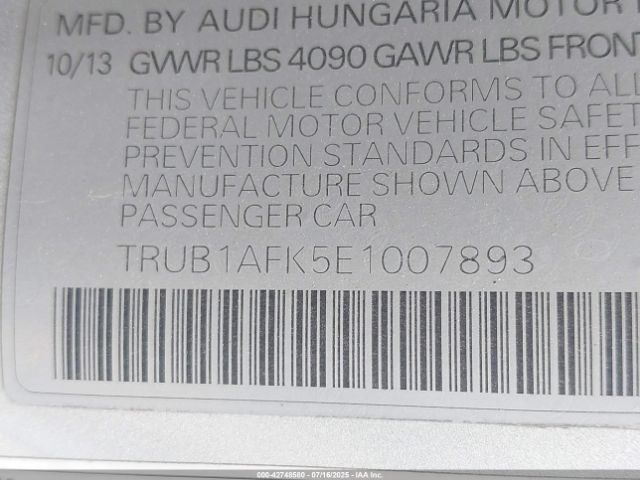 MFD. BY AUDI HUNGARIA MOTOR
10/13 GVWR LBS 4090 GAWR LBS FRONT
THIS VEHICLE CONFORMS TO ALL
FEDERAL MOTOR VEHICLE SAFET
PREVENTION STANDARDS IN EFF
MANUFACTURE SHOWN ABOVE
PASSENGER CAR
TRUB1AFK5E1007893
000-42748580 - 07/16/2025 - IAA Inc.